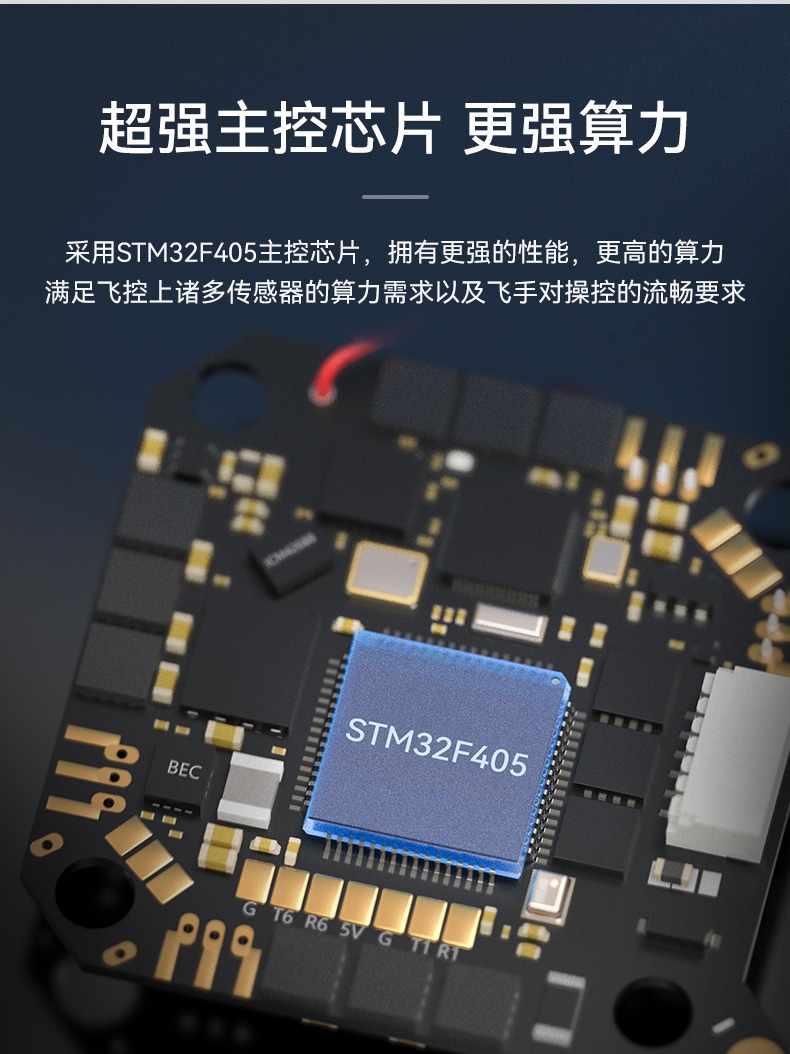 超强主控芯片 更强算力
采用STM32F405主控芯片，拥有更强的性能，更高的算力
满足飞控上诸多传感器的算力需求以及飞手对操控的流畅要求
STM32F405
BEC
G T6 R6 5V G T1 R1